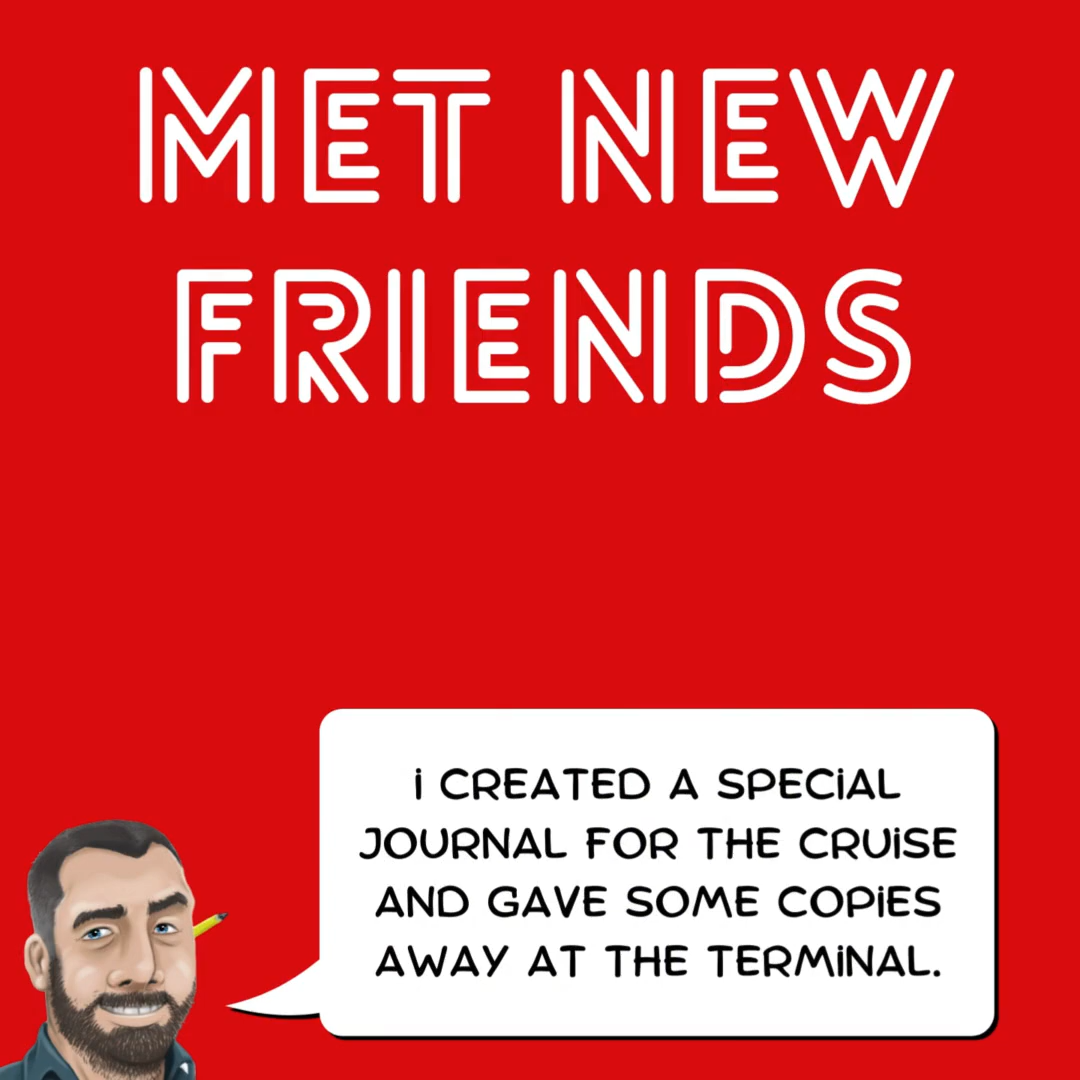 MET NEW
FRIENDS
i CREATED A SPECiAL
JOURNAL FOR THE CRUiSE
AND GAVE SOME COPiES
AWAY AT THE TERMiNAL.